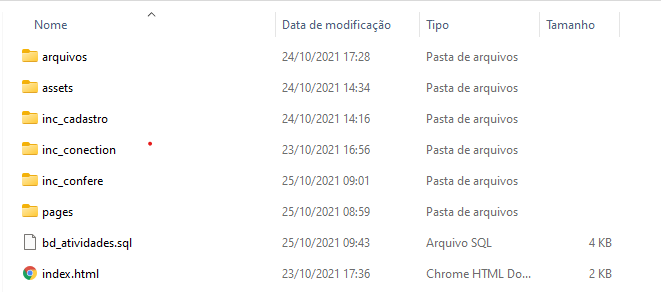 Nome Data de modificação Tipo Tamanho
arquivos 24/10/2021 17:28 Pasta de arquivos
assets 24/10/2021 14:34 Pasta de arquivos
inc_cadastro 24/10/2021 14:16 Pasta de arquivos
inc_conection 23/10/2021 16:56 Pasta de arquivos
inc_confere 25/10/2021 09:01 Pasta de arquivos
pages 25/10/2021 08:59 Pasta de arquivos
bd_atividades.sql 25/10/2021 09:43 Arquivo SQL 4 KB
index.html 23/10/2021 17:36 Chrome HTML Do... 2 KB